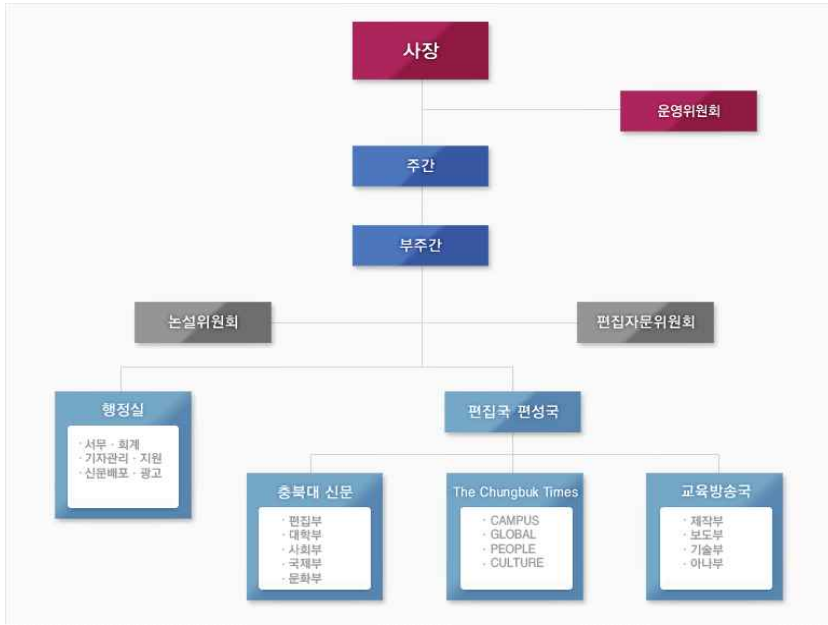 사장
운영위원회
주간
부주간
논설위원회
편집자문위원회
행정실
· 서무 · 회계
· 기자관리 · 지원
· 신문배포 · 광고
편집국 편성국
충북대 신문
· 편집부
· 대학부
· 사회부
· 국제부
· 문화부
The Chungbuk Times
· CAMPUS
· GLOBAL
· PEOPLE
· CULTURE
교육방송국
· 제작부
· 보도부
· 기술부
· 아나부